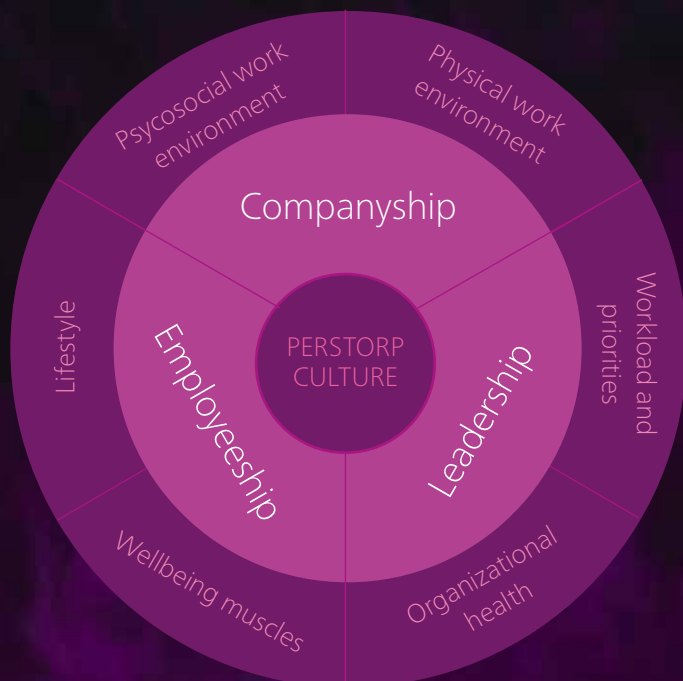 Psycosocial work
environment
Physical work
environment
Companyship
Workload and
priorities
Lifestyle
PERSTORP
CULTURE
Employeeship
Leadership
Wellbeing muscles
Organizational
health